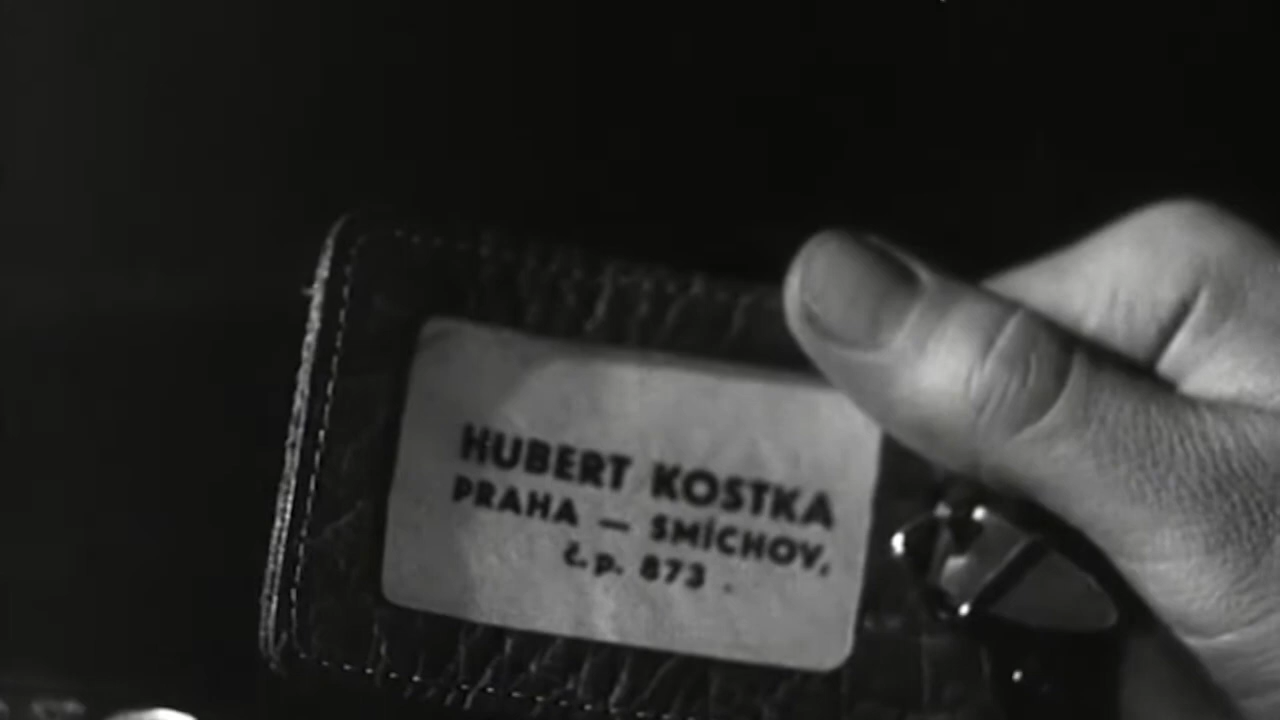 HUBERT KOSTKA
PRAHA — SMÍCHOV,
č.p. 873 .